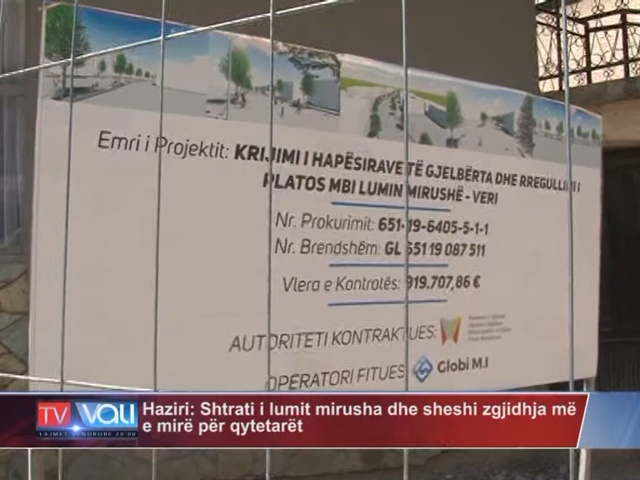 Emri i Projektit: KRIJIMI I HAPËSIRAVE TË GJELBËRTA DHE RREGULLIMI I
PLATOS MBI LUMIN MIRUSHË - VERI
Nr. Prokurimit: 651-19-6405-5-1-1
Nr. Brendshëm: GL 651 19 087 511
Vlera e Kontratës: 919.707,86 €
AUTORITETI KONTRAKTUES:
OPERATORI FITUES: Globi M.I
TV VALI
Haziri: Shtrati i lumit mirusha dhe sheshi zgjidhja më
e mirë për qytetarët